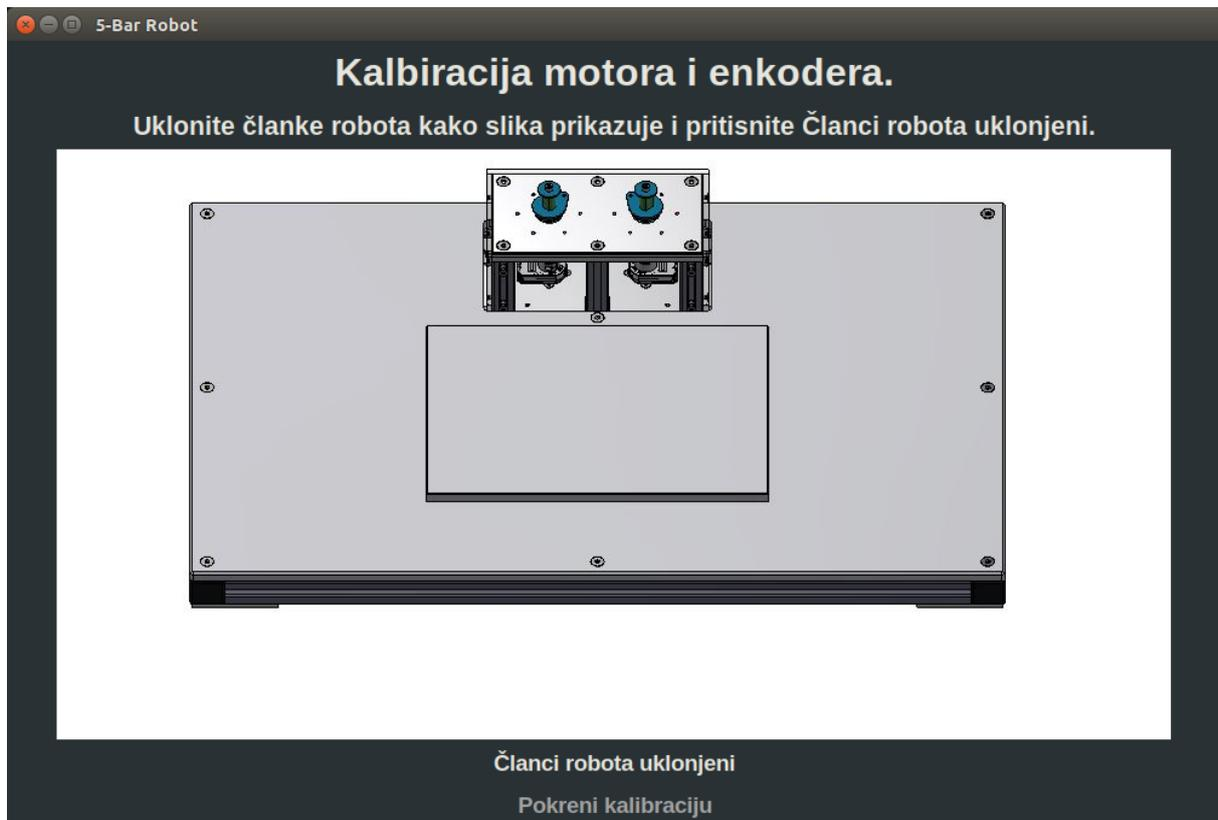 5-Bar Robot
Kalbiracija motora i enkodera.
Uklonite članke robota kako slika prikazuje i pritisnite Članci robota uklonjeni.
Članci robota uklonjeni
Pokreni kalibraciju